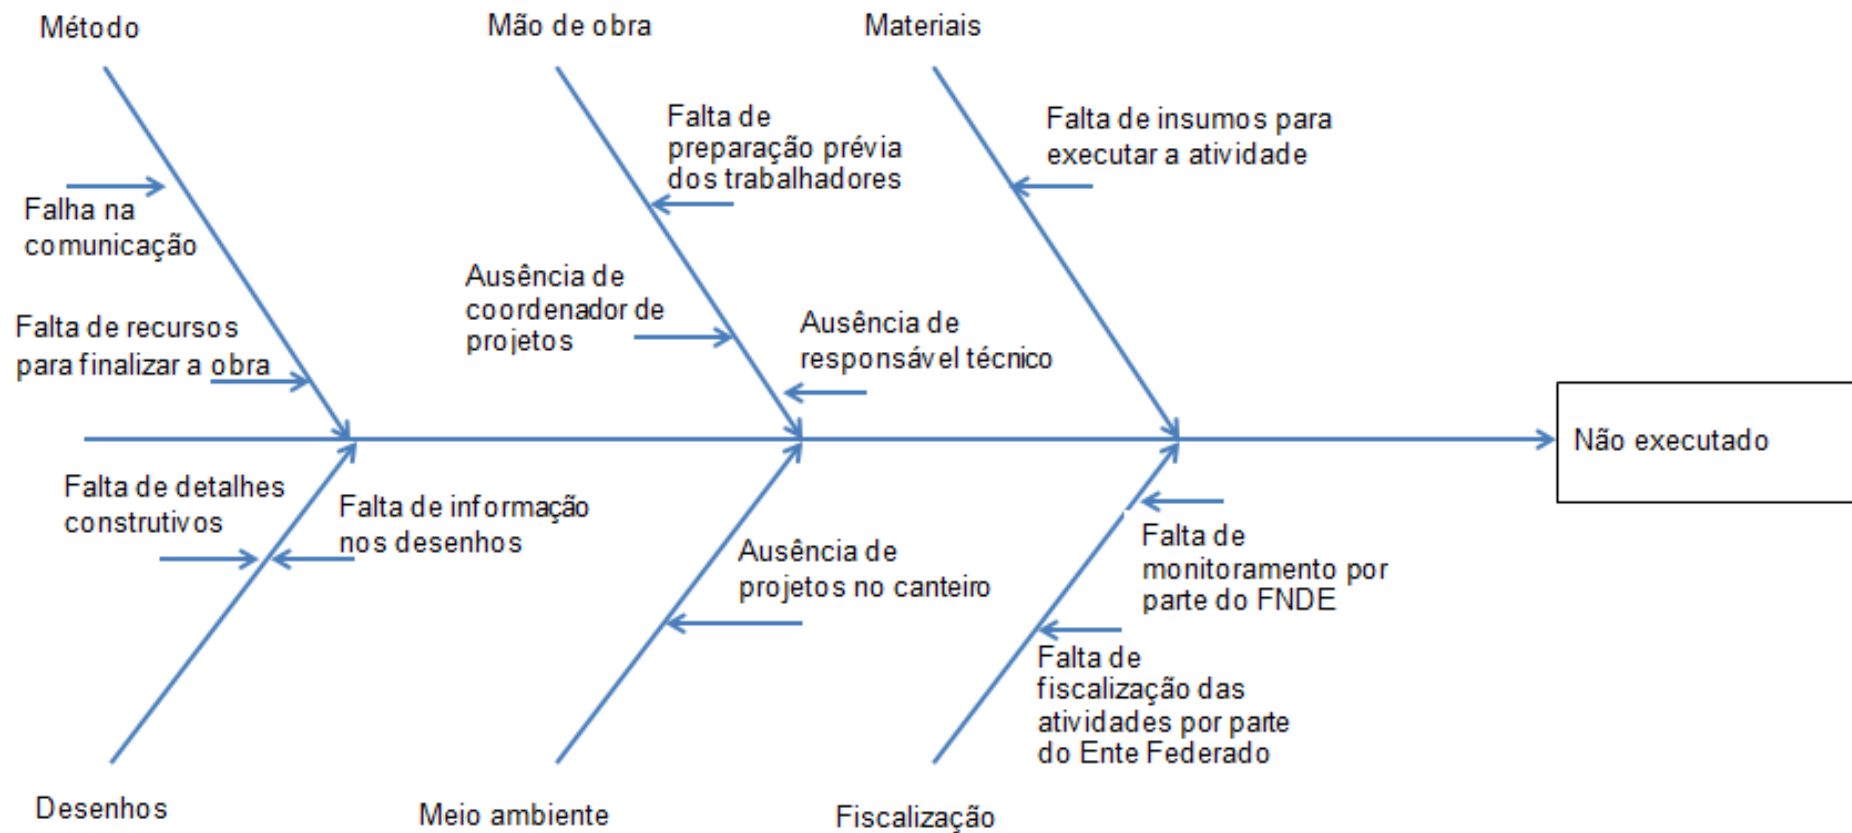 Método
Mão de obra
Materiais
Falta de
preparação prévia
dos trabalhadores
Falta de insumos para
executar a atividade
Falha na
comunicação
Ausência de
coordenador de
projetos
Falta de recursos
para finalizar a obra
Ausência de
responsável técnico
Não executado
Falta de detalhes
construtivos
Falta de informação
nos desenhos
Ausência de
projetos no canteiro
Falta de
monitoramento por
parte do FNDE
Falta de
fiscalização das
atividades por parte
do Ente Federado
Desenhos
Meio ambiente
Fiscalização